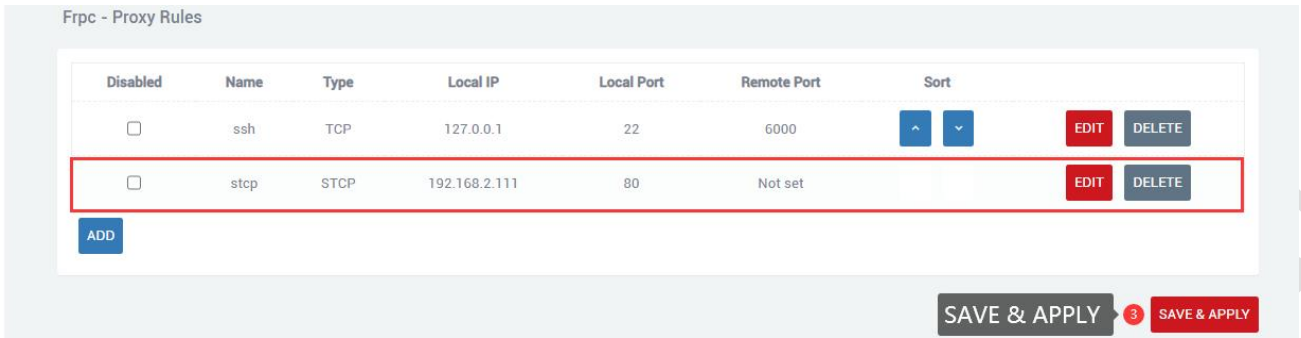 Frpc - Proxy Rules
Disabled Name Type Local IP Local Port Remote Port Sort
ssh TCP 127.0.0.1 22 6000 EDIT DELETE
stcp STCP 192.168.2.111 80 Not set EDIT DELETE
ADD
SAVE & APPLY 3 SAVE & APPLY